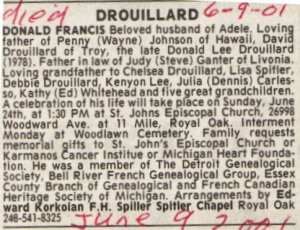 died DROUILLARD 6-9-01
DONALD FRANCIS Beloved husband of Adele. Loving
father of Penny (Wayne) Johnson of Hawaii, David
Drouillard of Troy, the late Donald Lee Drouillard
(1978). Father in law of Judy (Steve) Ganter of Livonia.
Loving grandfather to Chelsea Drouillard, Lisa Spitler,
Debbie Drouillard, Kenyon Lee, Julia (Dennis) Carles-
so, Kathy (Ed) Whitehead and five great grandchildren.
A celebration of his life will take place on Sunday, June
24th, at 1:30 PM at St. Johns Episcopal Church, 26998
Woodward Ave. at 11 Mile, Royal Oak. Interment
Monday at Woodlawn Cemetery. Family requests
memorial gifts to St. John's Episcopal Church or
Karmanos Cancer Institue or Michigan Heart Founda-
tion. He was a member of The Detroit Genealogical
Society, Bell River French Genealogical Group, Essex
County Branch of Genealogical and French Canadian
Heritage Society of Michigan. Arrangements by Ed-
ward Korkoian F.H. Spiller Spitler Chapel Royal Oak
248-541-8325
June 9 2001